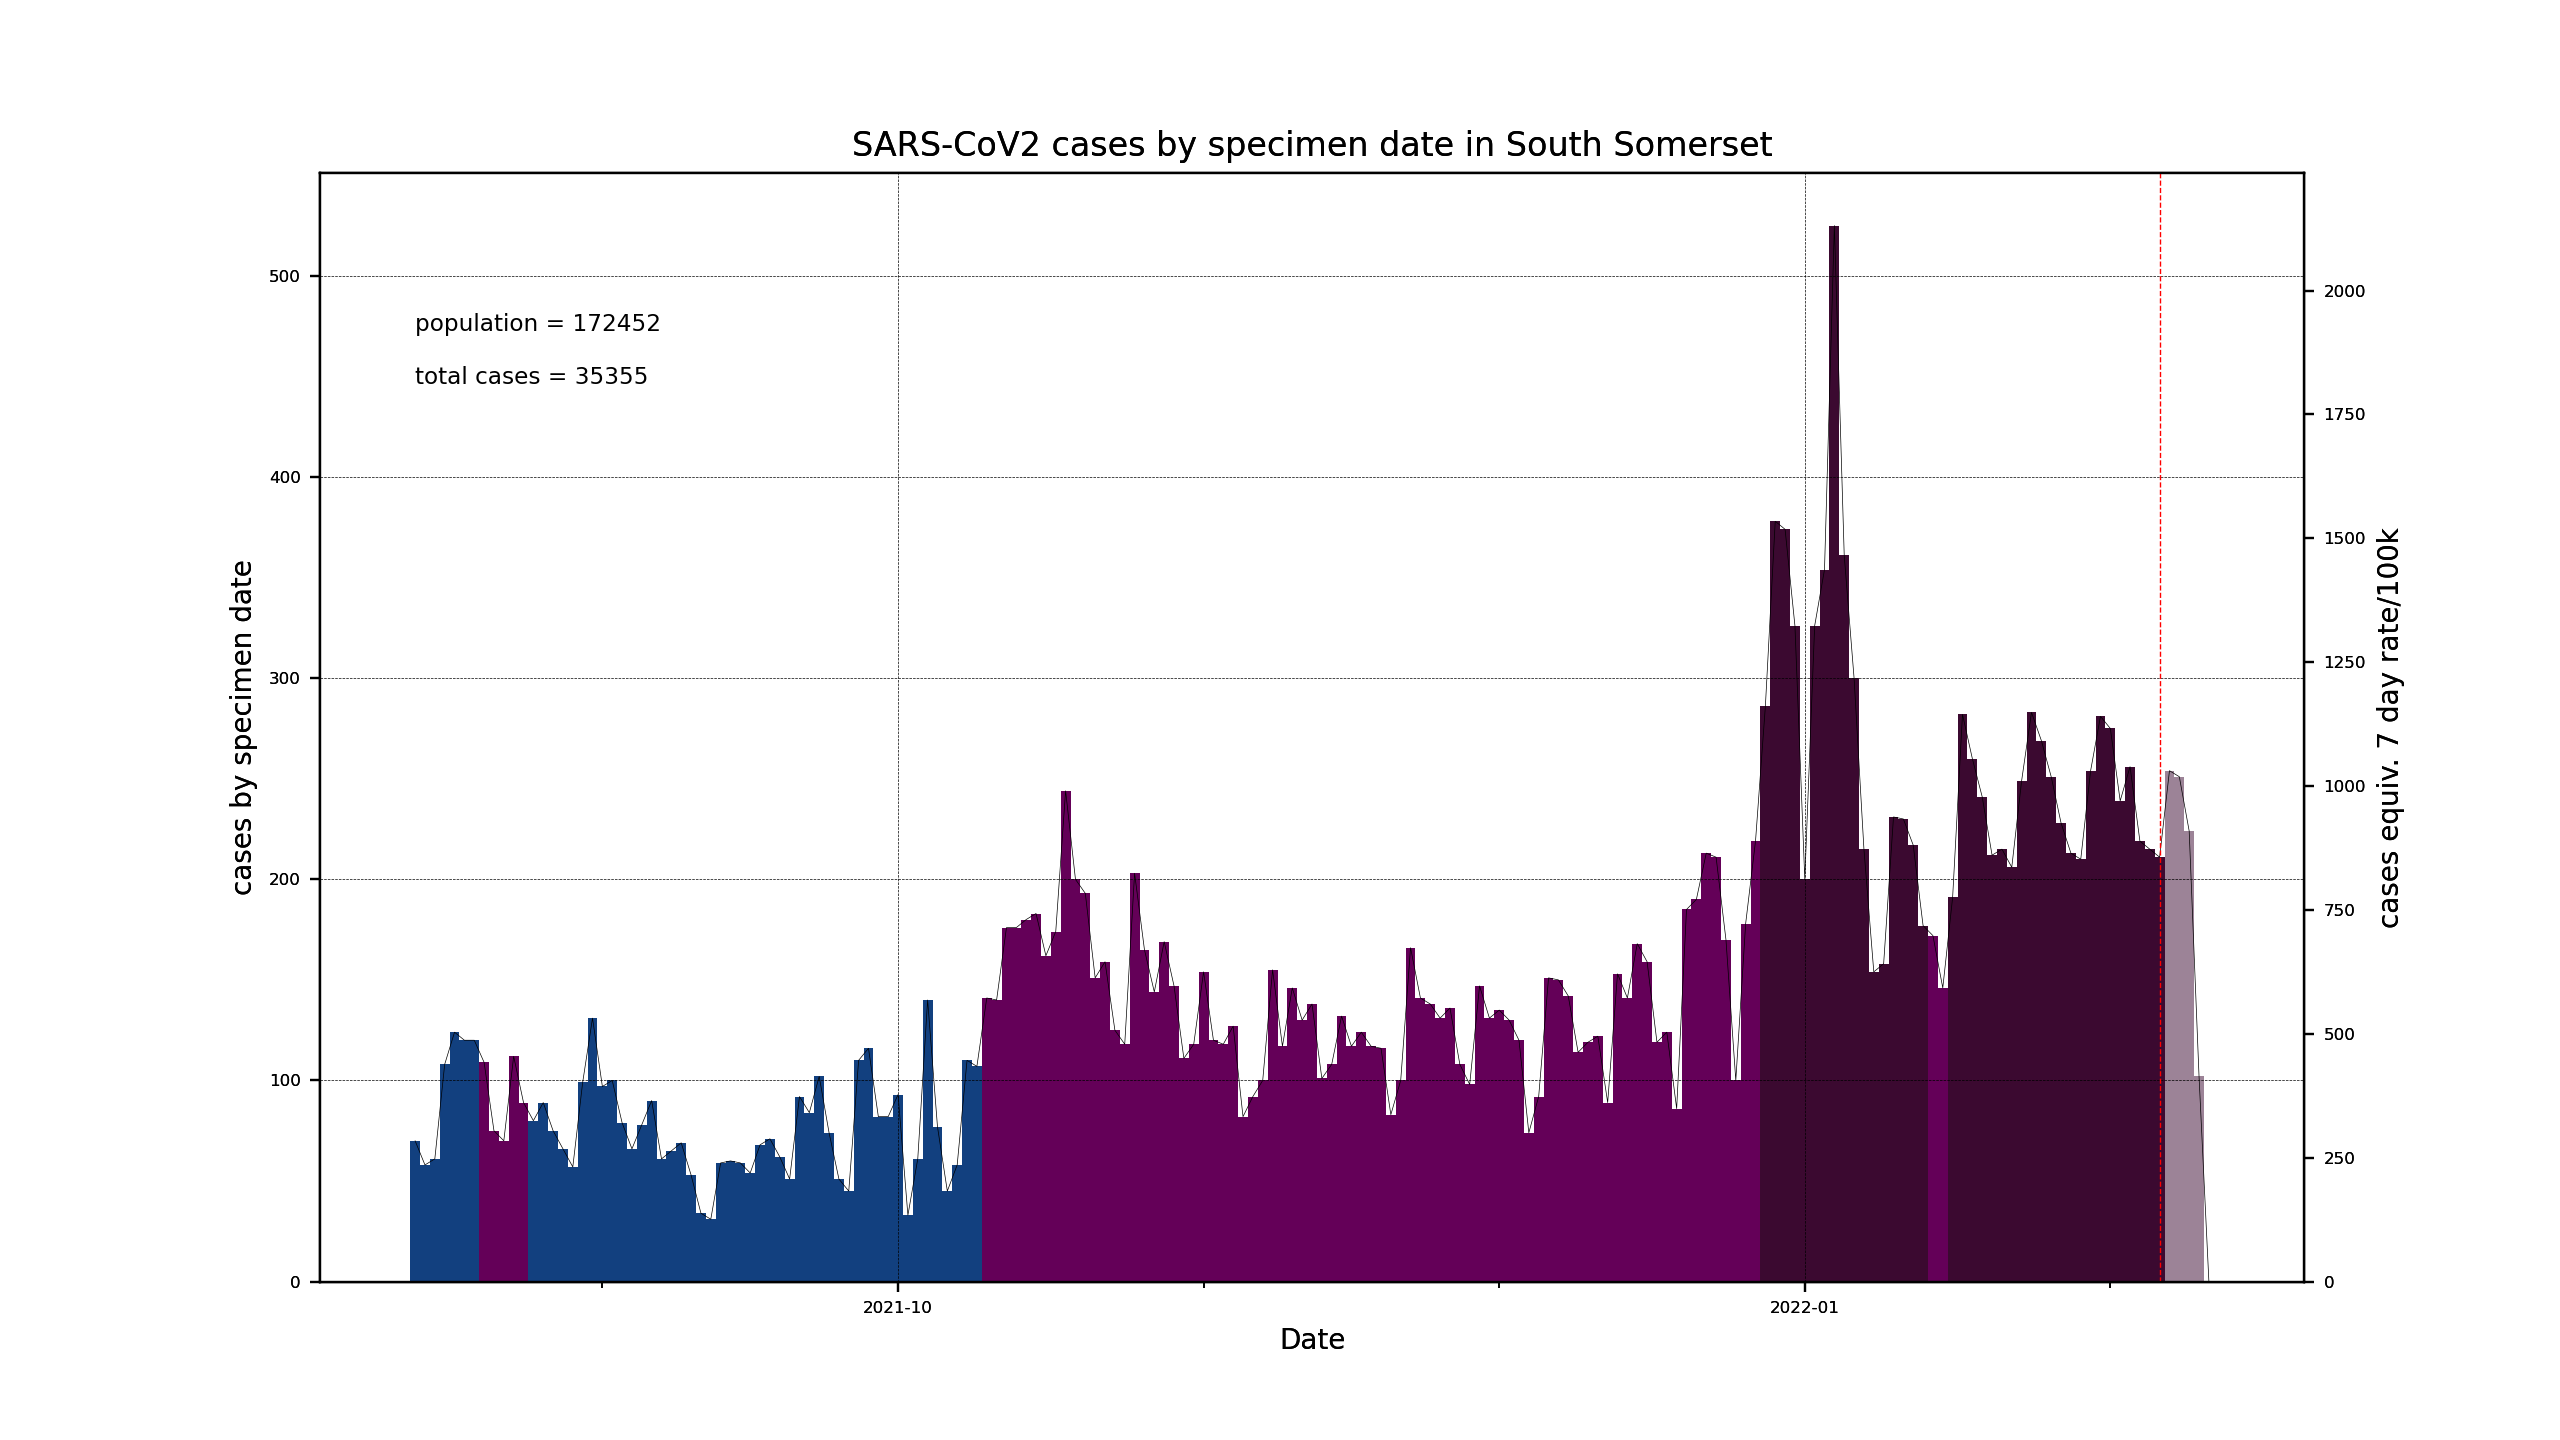 SARS-CoV2 cases by specimen date in South Somerset
population = 172452
total cases = 35355
cases by specimen date
500
400
300
200
100
0
2000
1750
1500
1250
1000
750
500
250
0
cases equiv. 7 day rate/100k
2021-10
2022-01
Date